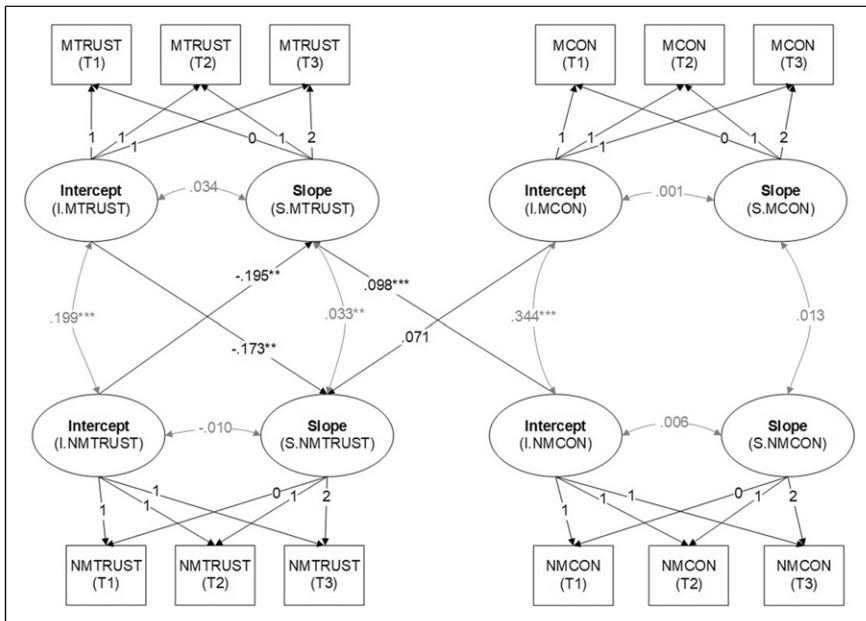 MTRUST
(T1)
MTRUST
(T2)
MTRUST
(T3)
MCON
(T1)
MCON
(T2)
MCON
(T3)
1
1
1
0
1
2
1
1
1
0
1
2
Intercept
(I.MTRUST)
.034
Slope
(S.MTRUST)
Intercept
(I.MCON)
.001
Slope
(S.MCON)
-.195**
.098***
.199***
.033**
.071
.344***
.013
-.173**
Intercept
(I.NMTRUST)
-.010
Slope
(S.NMTRUST)
Intercept
(I.NMCON)
.006
Slope
(S.NMCON)
1
1
1
0
1
2
1
1
1
0
1
2
NMTRUST
(T1)
NMTRUST
(T2)
NMTRUST
(T3)
NMCON
(T1)
NMCON
(T2)
NMCON
(T3)